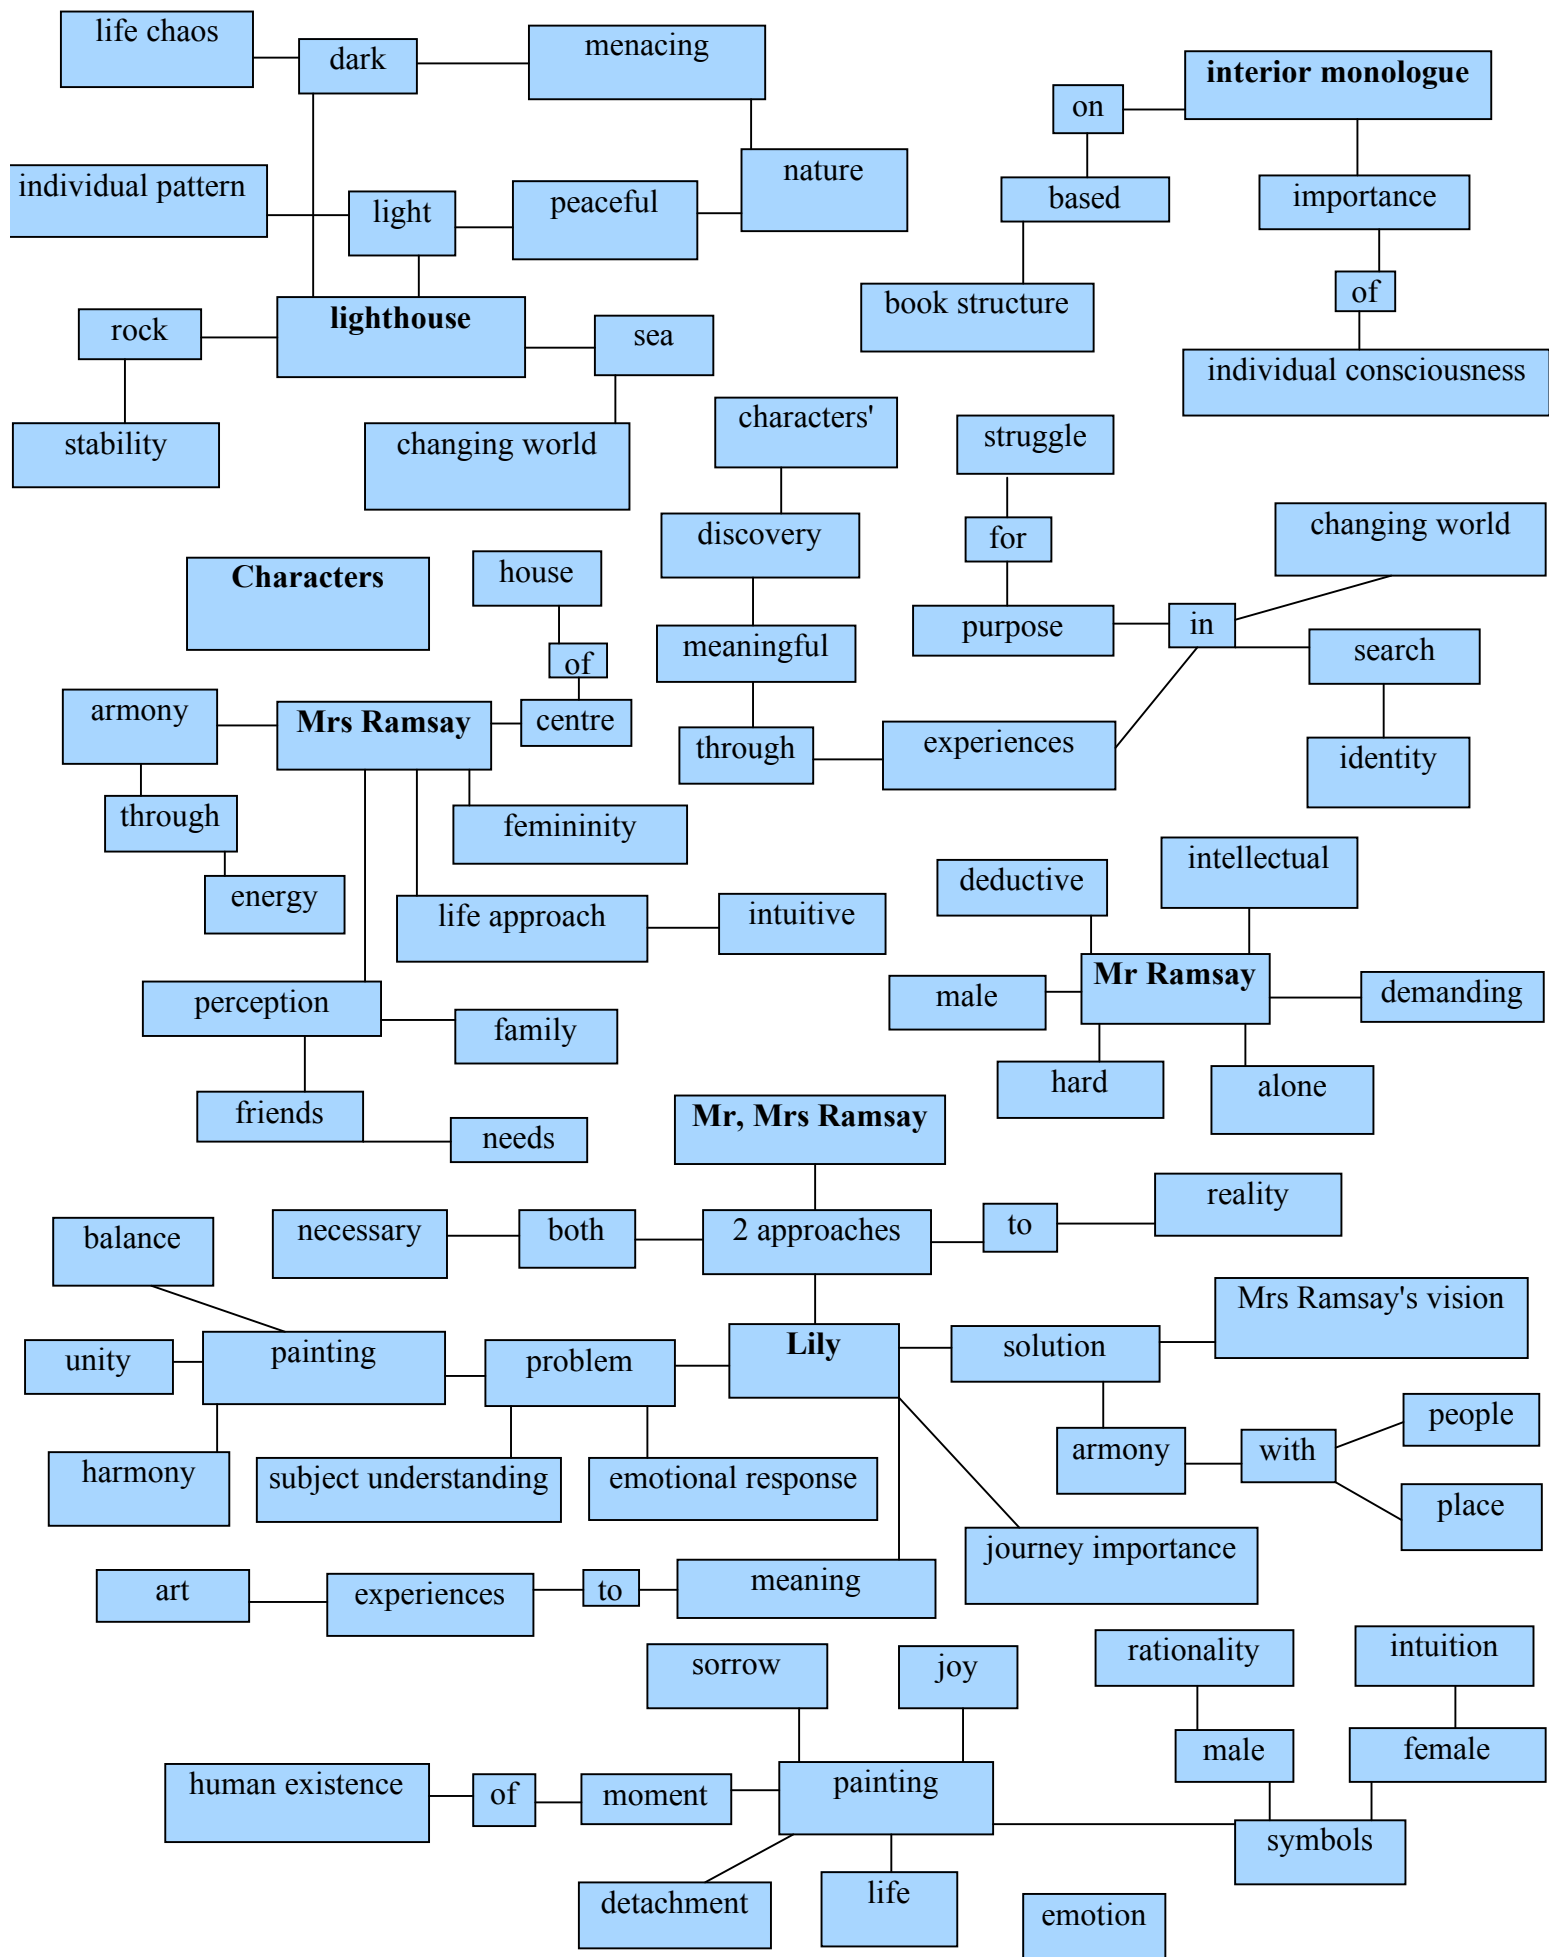 life chaos
dark
menacing
interior monologue
on
individual pattern
light
peaceful
nature
based
importance
book structure
of
lighthouse
rock
sea
individual consciousness
stability
changing world
characters'
struggle
discovery
for
changing world
Characters
house
meaningful
purpose
in
search
of
armony
Mrs Ramsay
centre
through
experiences
identity
through
femininity
energy
life approach
intuitive
deductive
intellectual
Mr Ramsay
male
demanding
perception
family
hard
alone
friends
needs
Mr, Mrs Ramsay
reality
balance
necessary
both
2 approaches
to
Mrs Ramsay's vision
unity
painting
problem
Lily
solution
people
harmony
subject understanding
emotional response
armony
with
place
journey importance
art
experiences
to
meaning
sorrow
joy
rationality
intuition
male
female
human existence
of
moment
painting
symbols
detachment
life
emotion